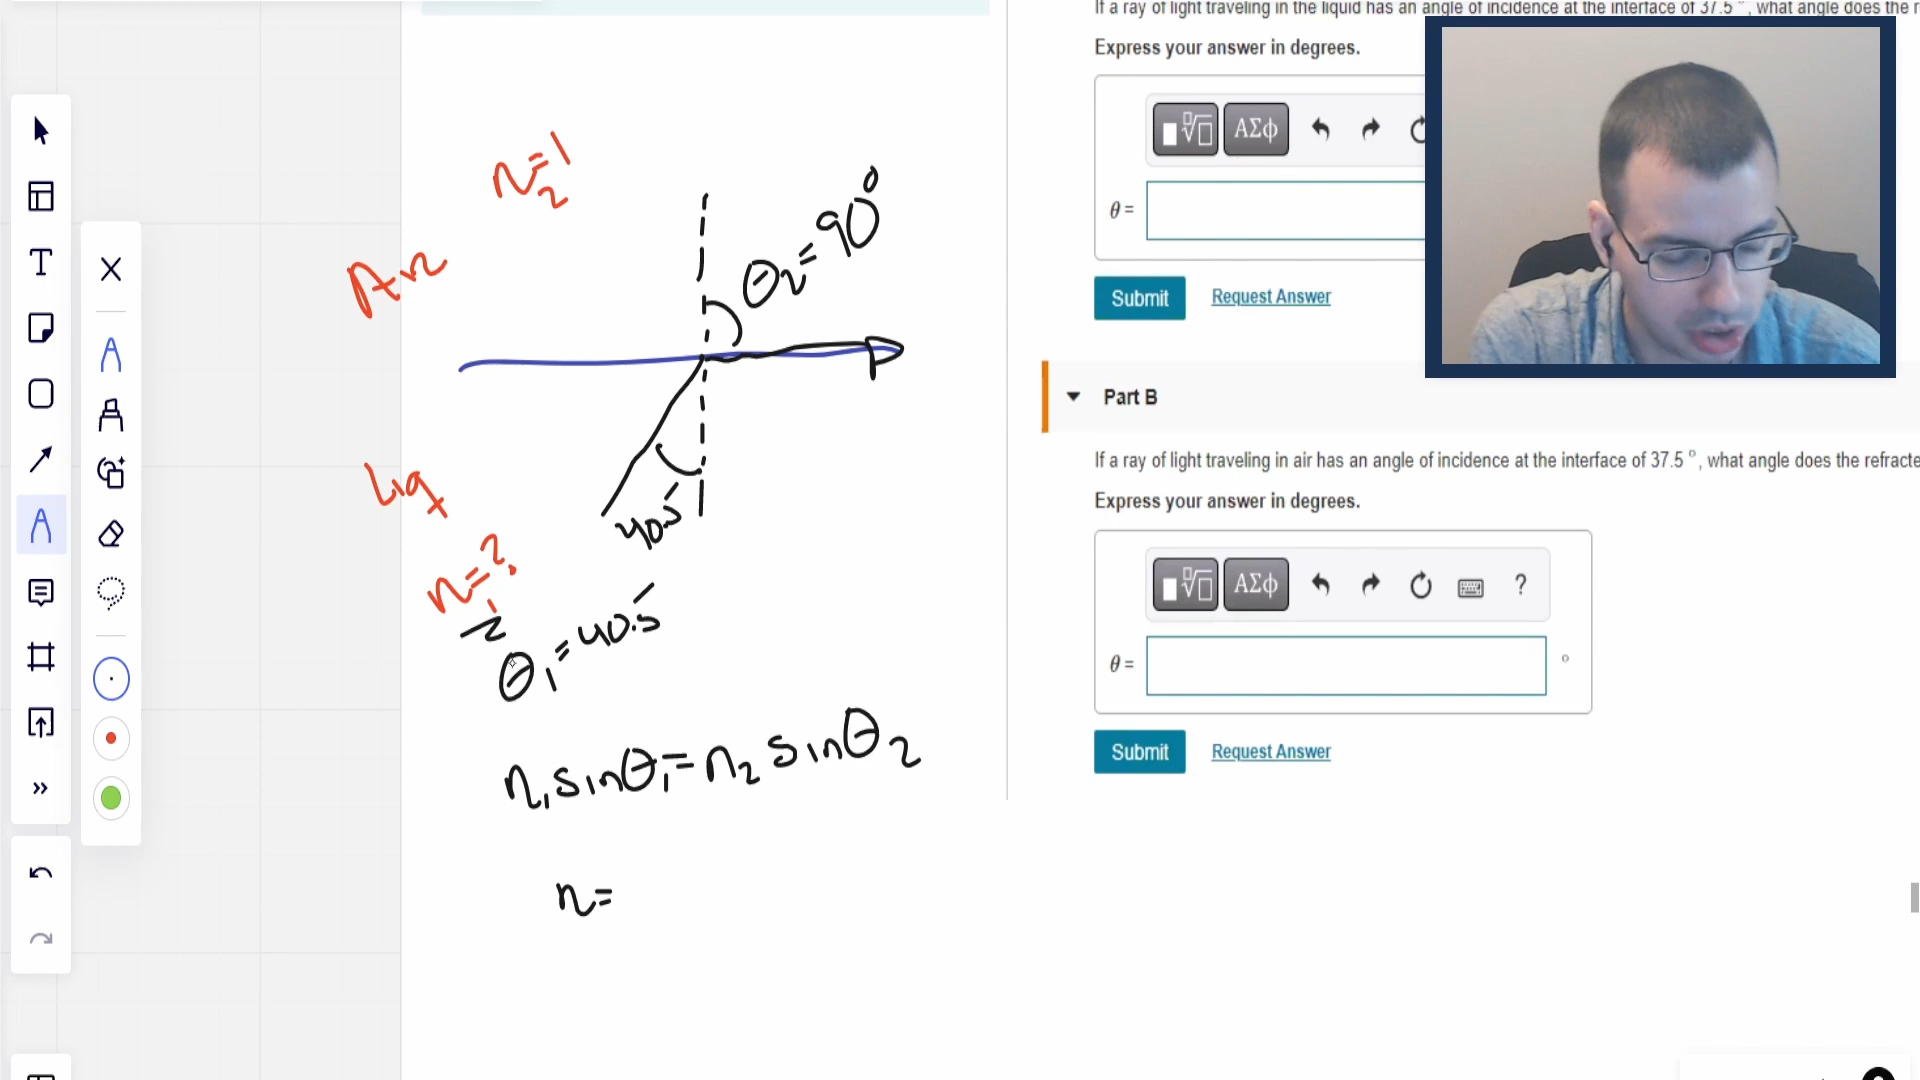 n₂=1
Air
θ₂=90°
40.5
Liq
n₁=?
θ₁=40.5
n₁sinθ₁=n₂sinθ₂
n=
If a ray of light traveling in the liquid has an angle of incidence at the interface of 37.5 °, what angle does the r
Express your answer in degrees.
ΑΣφ
θ =
Submit Request Answer
Part B
If a ray of light traveling in air has an angle of incidence at the interface of 37.5 °, what angle does the refracte
Express your answer in degrees.
ΑΣφ ?
θ = °
Submit Request Answer